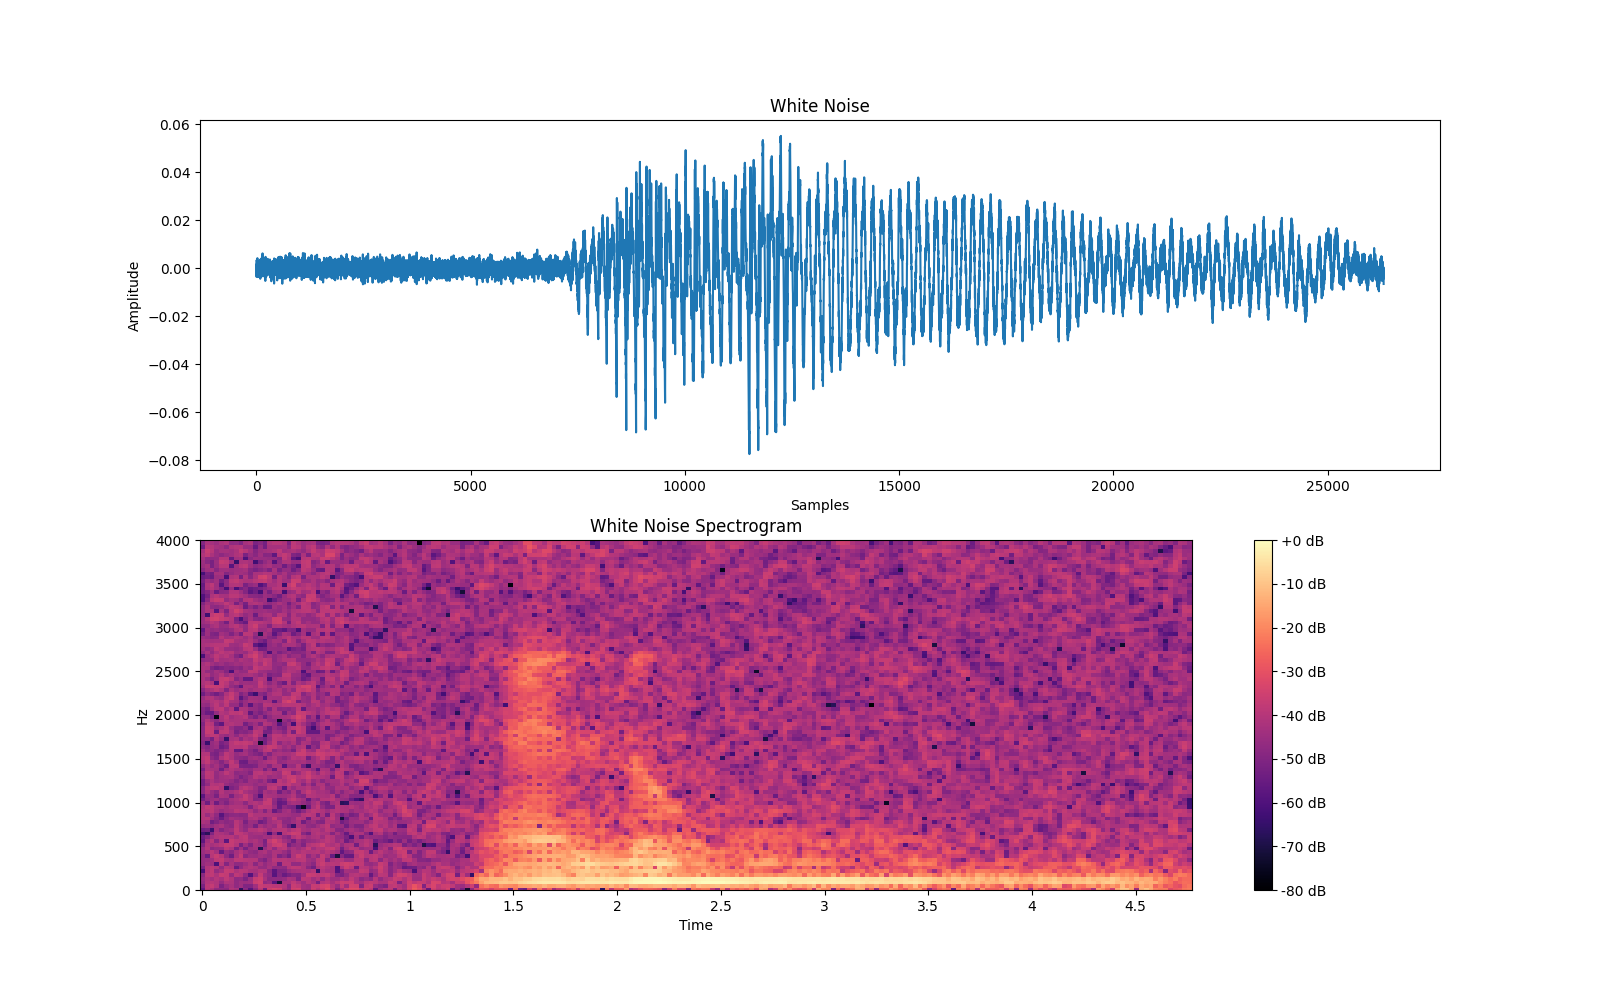 White Noise
0.06
0.04
0.02
0.00
−0.02
−0.04
−0.06
−0.08
Amplitude
0 5000 10000 15000 20000 25000
Samples
White Noise Spectrogram
4000
3500
3000
2500
2000
1500
1000
500
0
Hz
0 0.5 1 1.5 2 2.5 3 3.5 4 4.5
Time
+0 dB
-10 dB
-20 dB
-30 dB
-40 dB
-50 dB
-60 dB
-70 dB
-80 dB